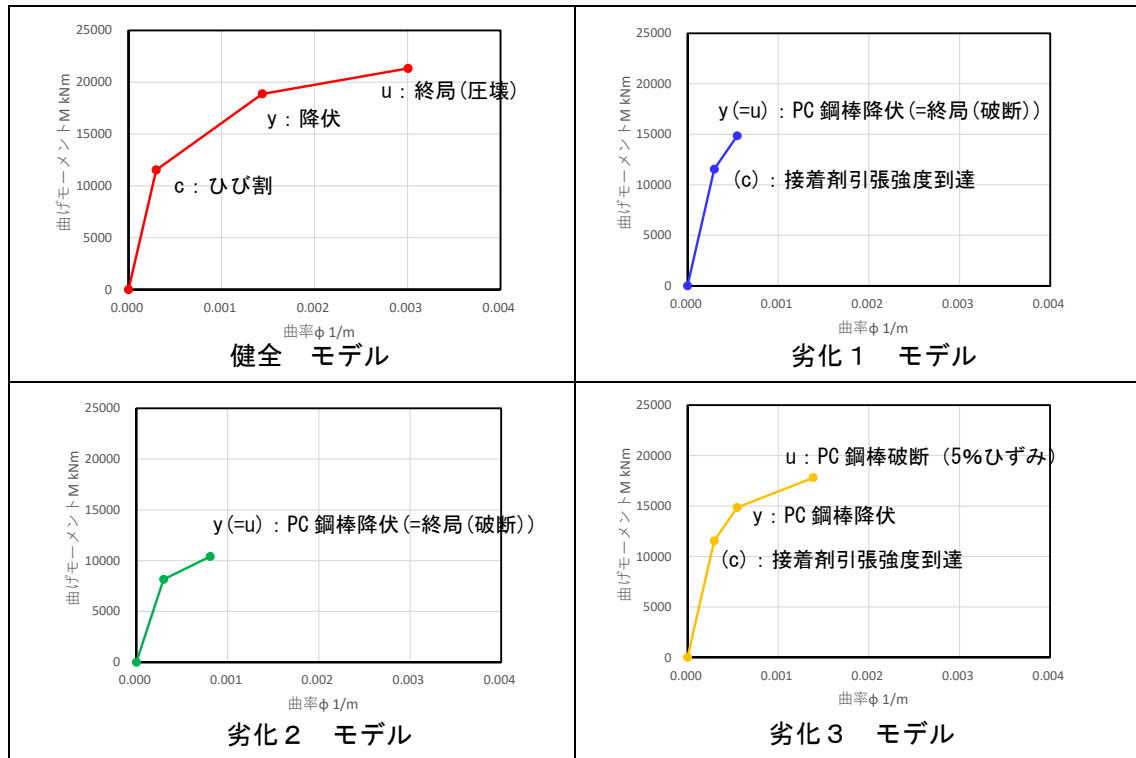 25000
20000
15000
10000
5000
0
曲げモーメントM kNm
u：終局(圧壊)
y：降伏
c：ひび割
0.000 0.001 0.002 0.003 0.004
曲率φ 1/m
健全　モデル
25000
20000
15000
10000
5000
0
曲げモーメントM kNm
y(=u)：PC 鋼棒降伏(=終局(破断))
(c)：接着剤引張強度到達
0.000 0.001 0.002 0.003 0.004
曲率φ 1/m
劣化１　モデル
25000
20000
15000
10000
5000
0
曲げモーメントM kNm
y(=u)：PC 鋼棒降伏(=終局(破断))
0.000 0.001 0.002 0.003 0.004
曲率φ 1/m
劣化２　モデル
25000
20000
15000
10000
5000
0
曲げモーメントM kNm
u：PC 鋼棒破断（5%ひずみ）
y：PC 鋼棒降伏
(c)：接着剤引張強度到達
0.000 0.001 0.002 0.003 0.004
曲率φ 1/m
劣化３　モデル